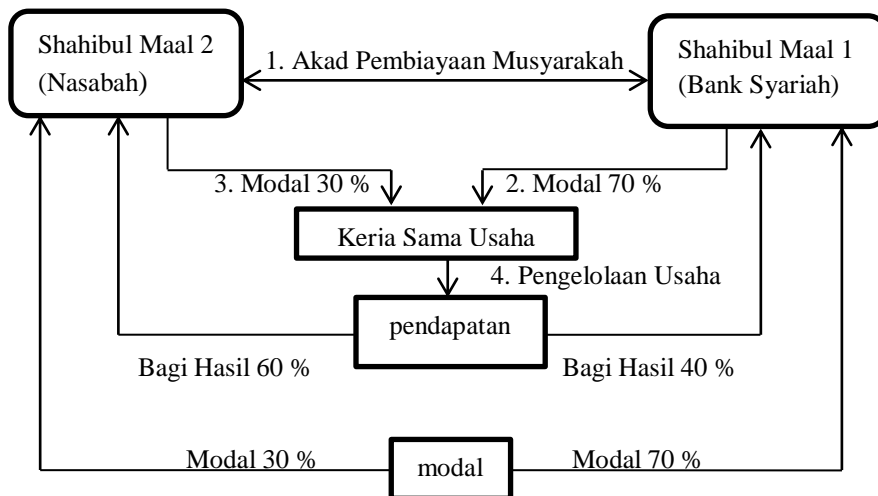 Shahibul Maal 2
(Nasabah)
1. Akad Pembiayaan Musyarakah
Shahibul Maal 1
(Bank Syariah)
3. Modal 30 %
2. Modal 70 %
Kerja Sama Usaha
4. Pengelolaan Usaha
pendapatan
Bagi Hasil 60 %
Bagi Hasil 40 %
Modal 30 %
modal
Modal 70 %